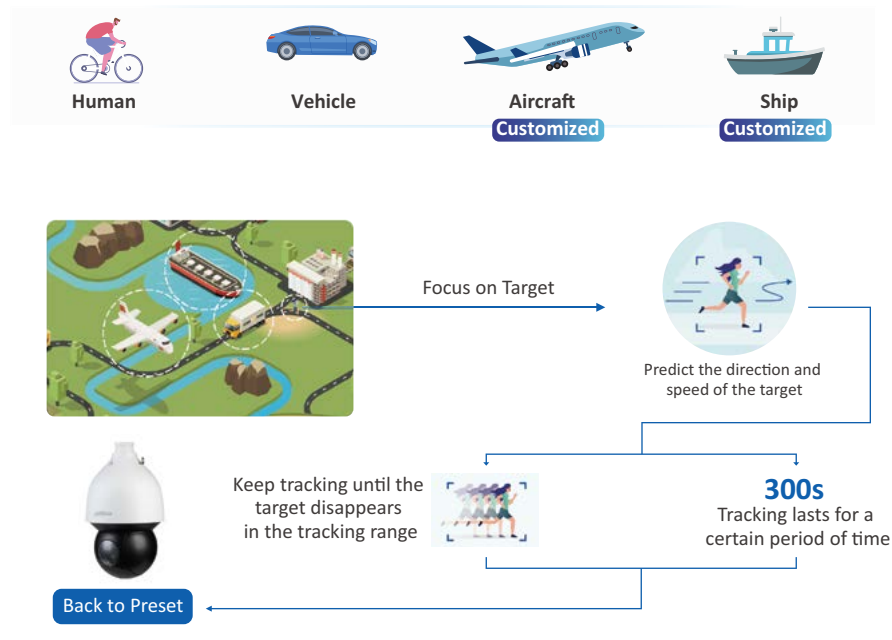 Human
Vehicle
Aircraft
Ship
Customized
Customized
Focus on Target
Predict the direction and
speed of the target
Keep tracking until the
target disappears
in the tracking range
300s
Tracking lasts for a
certain period of time
Back to Preset